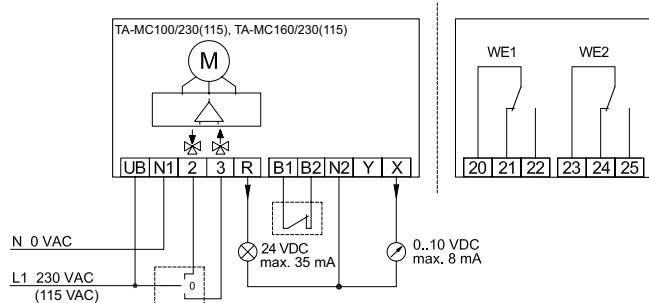 TA-MC100/230(115), TA-MC160/230(115)
M
UB N1 2 3 R B1 B2 N2 Y X
WE1 WE2
20 21 22 23 24 25
N 0 VAC
L1 230 VAC
(115 VAC)
0
24 VDC
max. 35 mA
0..10 VDC
max. 8 mA